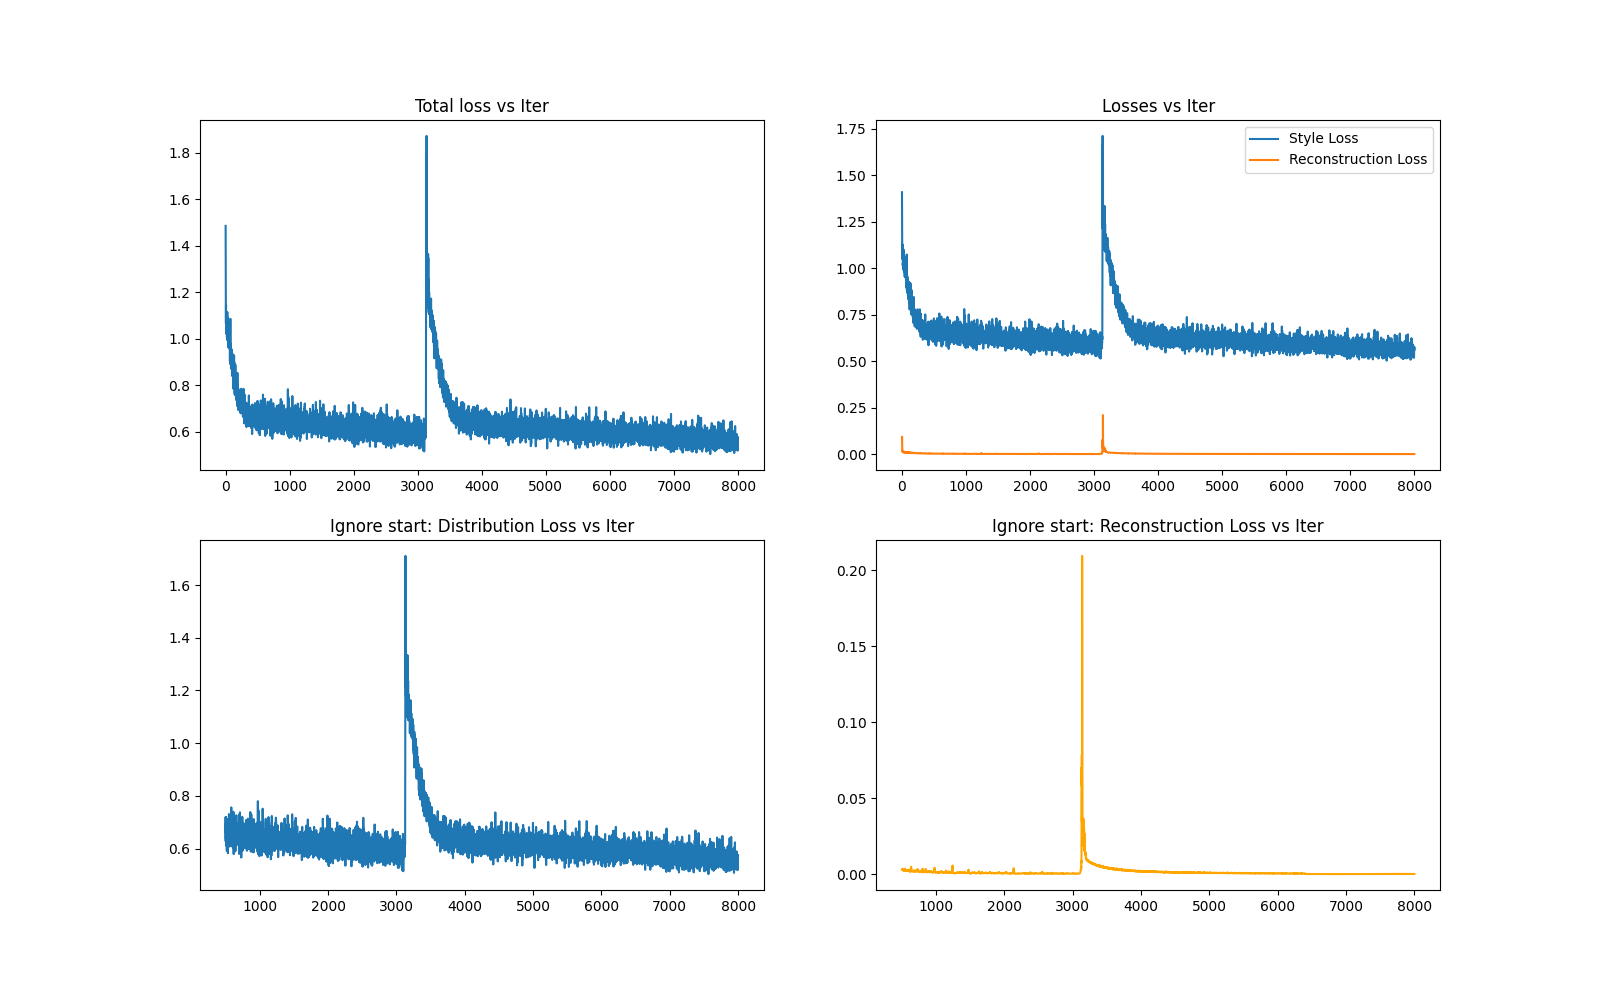 Total loss vs Iter
1.8
1.6
1.4
1.2
1.0
0.8
0.6
0 1000 2000 3000 4000 5000 6000 7000 8000
Losses vs Iter
Style Loss
Reconstruction Loss
1.75
1.50
1.25
1.00
0.75
0.50
0.25
0.00
0 1000 2000 3000 4000 5000 6000 7000 8000
Ignore start: Distribution Loss vs Iter
1.6
1.4
1.2
1.0
0.8
0.6
1000 2000 3000 4000 5000 6000 7000 8000
Ignore start: Reconstruction Loss vs Iter
0.20
0.15
0.10
0.05
0.00
1000 2000 3000 4000 5000 6000 7000 8000